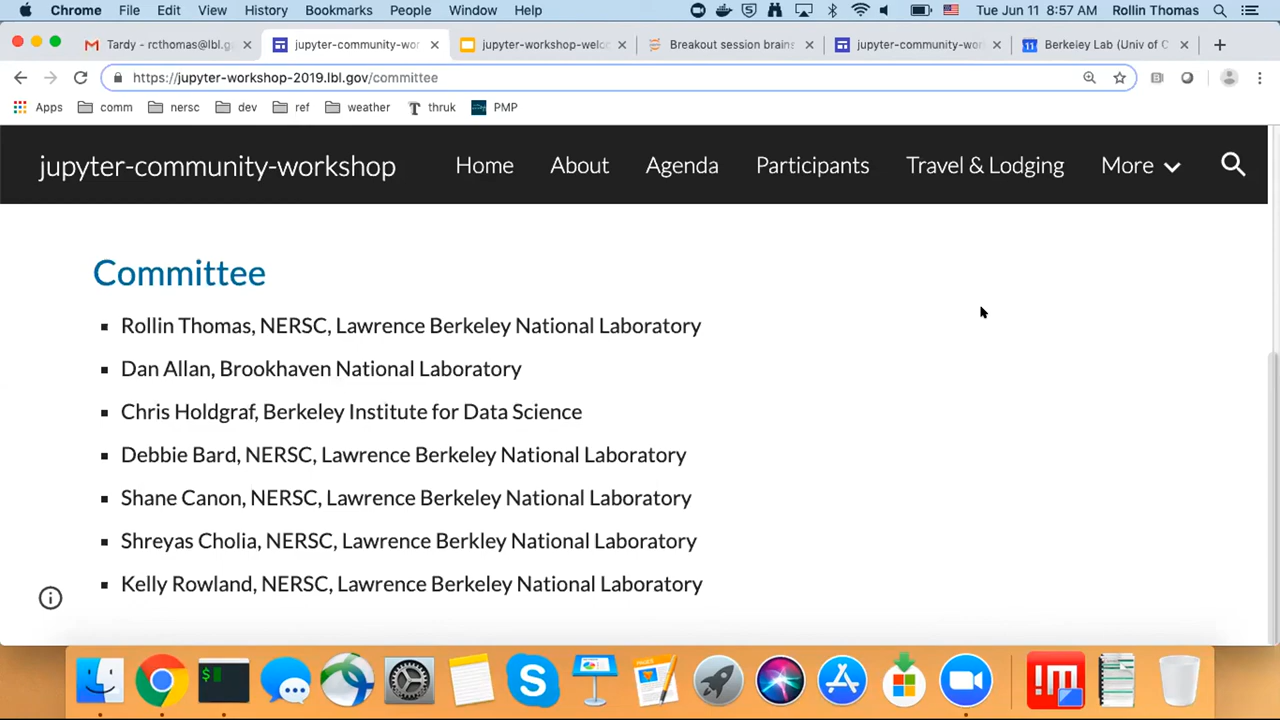 Chrome File Edit View History Bookmarks People Window Help Tue Jun 11 8:57 AM Rollin Thomas
Tardy - rcthomas@lbl.g jupyter-community-wor jupyter-workshop-welc Breakout session brains jupyter-community-wor Berkeley Lab (Univ of C
https://jupyter-workshop-2019.lbl.gov/committee
Apps comm nersc dev ref weather T thruk PMP
jupyter-community-workshop Home About Agenda Participants Travel & Lodging More
Committee
▪ Rollin Thomas, NERSC, Lawrence Berkeley National Laboratory
▪ Dan Allan, Brookhaven National Laboratory
▪ Chris Holdgraf, Berkeley Institute for Data Science
▪ Debbie Bard, NERSC, Lawrence Berkeley National Laboratory
▪ Shane Canon, NERSC, Lawrence Berkeley National Laboratory
▪ Shreyas Cholia, NERSC, Lawrence Berkley National Laboratory
▪ Kelly Rowland, NERSC, Lawrence Berkeley National Laboratory